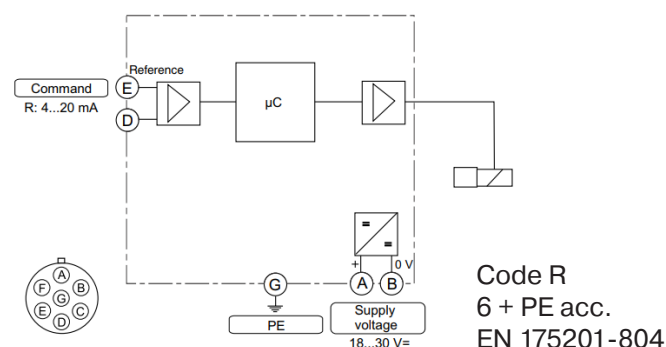 Reference
Command
E
R: 4...20 mA
µC
D
=
=
+
0 V
G
A
B
PE
Supply
voltage
18...30 V=
A
F
B
G
E
C
D
Code R
6 + PE acc.
EN 175201-804